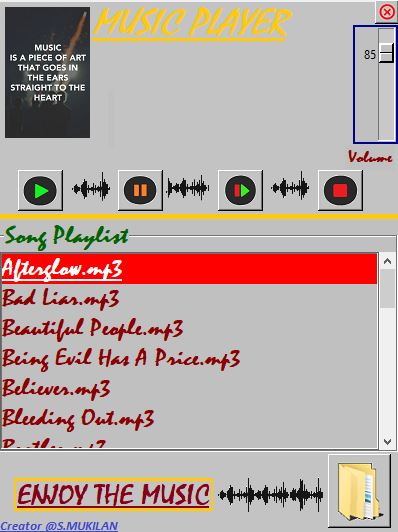 MUSIC PLAYER
MUSIC
IS A PIECE OF ART
THAT GOES IN
THE EARS
STRAIGHT TO THE
HEART
85
Volume
Song Playlist
Afterglow.mp3
Bad Liar.mp3
Beautiful People.mp3
Being Evil Has A Price.mp3
Believer.mp3
Bleeding Out.mp3
ENJOY THE MUSIC
Creator @S.MUKILAN